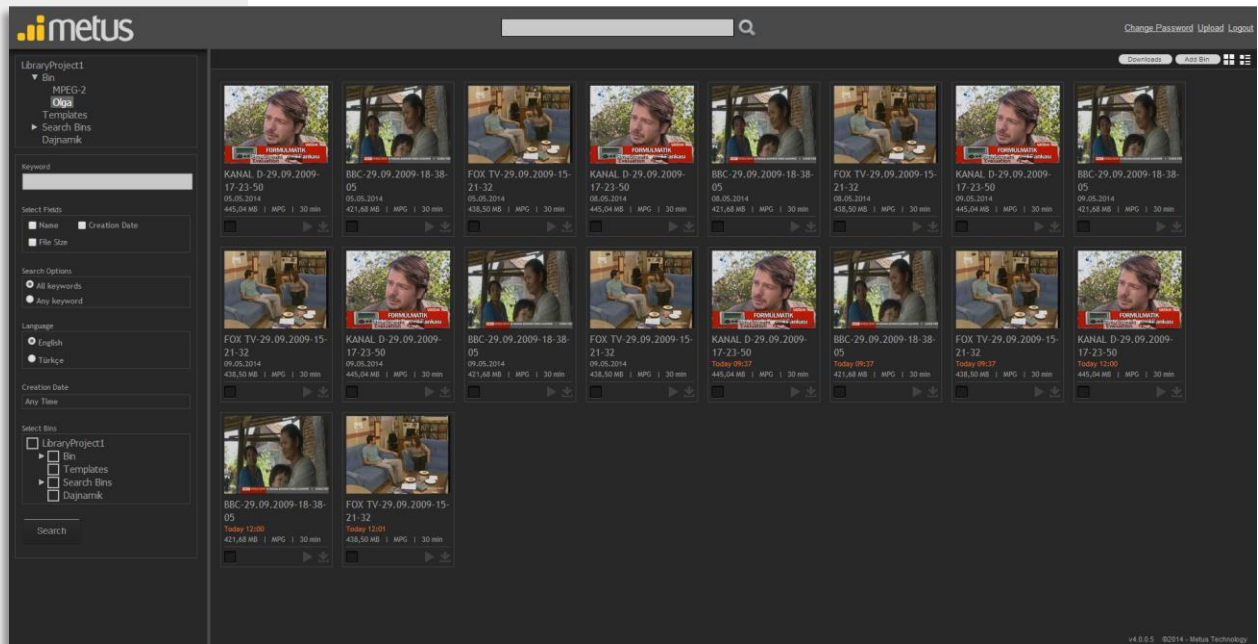 metus
Change Password Upload Logout
Downloads Add Bin
LibraryProject1
Bin
MPEG-2
Olga
Templates
Search Bins
Dajnamik
Keyword
Select Fields
Name Creation Date
File Size
Search Options
All keywords
Any keyword
Language
English
Türkçe
Creation Date
Any Time
Select Bins
LibraryProject1
Bin
Templates
Search Bins
Dajnamik
Search
FORMULMATIK
Evaluation
KANAL D-29.09.2009-
17-23-50
05.05.2014
445,04 MB | MPG | 30 min
BBC-29.09.2009-18-38-
05
05.05.2014
421,68 MB | MPG | 30 min
FOX TV-29.09.2009-15-
21-32
05.05.2014
438,50 MB | MPG | 30 min
FORMULMATIK
Evaluation
KANAL D-29.09.2009-
17-23-50
08.05.2014
445,04 MB | MPG | 30 min
BBC-29.09.2009-18-38-
05
08.05.2014
421,68 MB | MPG | 30 min
FOX TV-29.09.2009-15-
21-32
08.05.2014
438,50 MB | MPG | 30 min
FORMULMATIK
Evaluation
KANAL D-29.09.2009-
17-23-50
09.05.2014
445,04 MB | MPG | 30 min
BBC-29.09.2009-18-38-
05
09.05.2014
421,68 MB | MPG | 30 min
FOX TV-29.09.2009-15-
21-32
09.05.2014
438,50 MB | MPG | 30 min
FORMULMATIK
Evaluation
KANAL D-29.09.2009-
17-23-50
09.05.2014
445,04 MB | MPG | 30 min
BBC-29.09.2009-18-38-
05
09.05.2014
421,68 MB | MPG | 30 min
FOX TV-29.09.2009-15-
21-32
09.05.2014
438,50 MB | MPG | 30 min
FORMULMATIK
Evaluation
KANAL D-29.09.2009-
17-23-50
Today 09:37
445,04 MB | MPG | 30 min
BBC-29.09.2009-18-38-
05
Today 09:37
421,68 MB | MPG | 30 min
FOX TV-29.09.2009-15-
21-32
Today 09:37
438,50 MB | MPG | 30 min
FORMULMATIK
Evaluation
KANAL D-29.09.2009-
17-23-50
Today 12:00
445,04 MB | MPG | 30 min
BBC-29.09.2009-18-38-
05
Today 12:00
421,68 MB | MPG | 30 min
FOX TV-29.09.2009-15-
21-32
Today 12:01
438,50 MB | MPG | 30 min
v4.0.0.5 ©2014 - Metus Technology